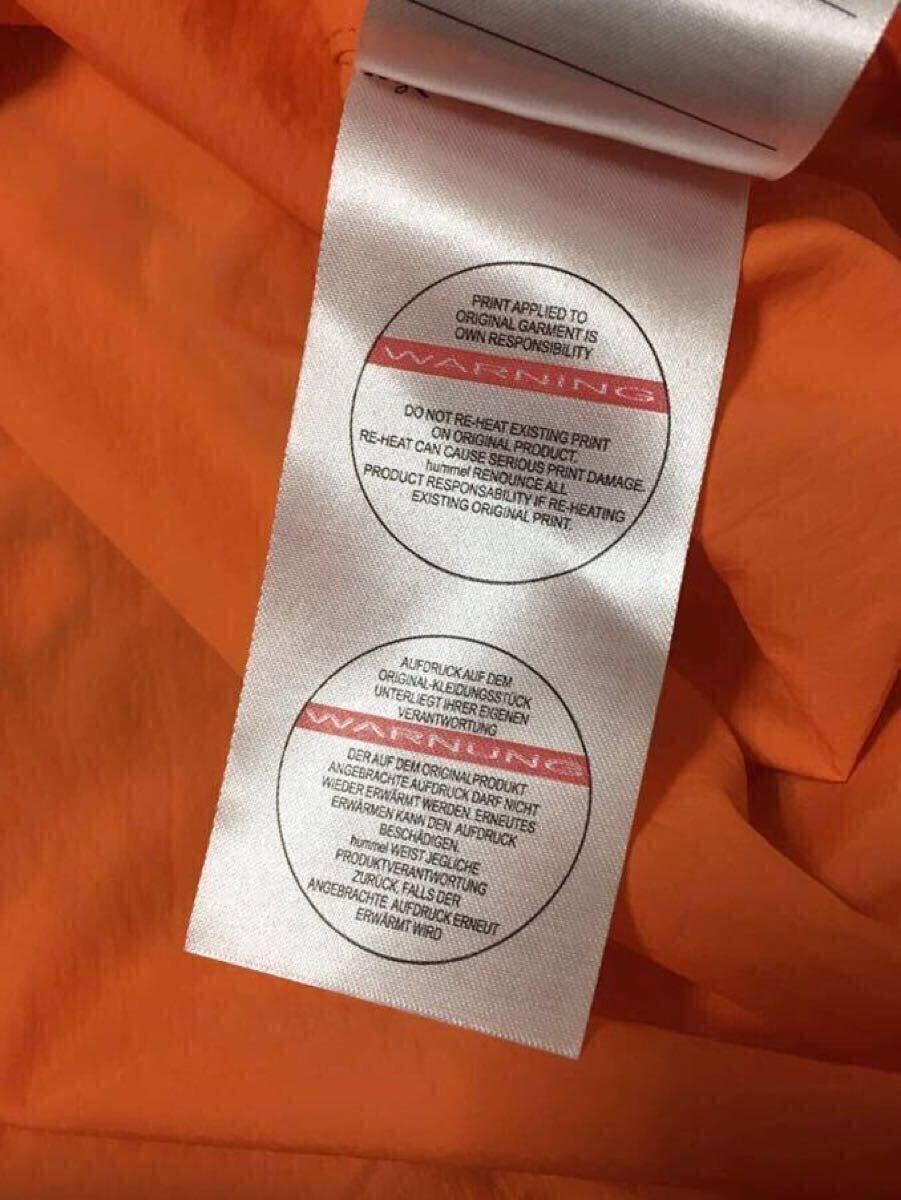 PRINT APPLIED TO
ORIGINAL GARMENT IS
OWN RESPONSIBILITY
WARNING
DO NOT RE-HEAT EXISTING PRINT
ON ORIGINAL PRODUCT.
RE-HEAT CAN CAUSE SERIOUS PRINT DAMAGE.
hummel RENOUNCE ALL
PRODUCT RESPONSABILITY IF RE-HEATING
EXISTING ORIGINAL PRINT.
AUFDRUCK AUF DEM
ORIGINAL-KLEIDUNGSSTÜCK
UNTERLIEGT IHRER EIGENEN
VERANTWORTUNG
WARNUNG
DER AUF DEM ORIGINALPRODUKT
ANGEBRACHTE AUFDRUCK DARF NICHT
WIEDER ERWÄRMT WERDEN. ERNEUTES
ERWÄRMEN KANN DEN AUFDRUCK
BESCHÄDIGEN.
hummel WEIST JEGLICHE
PRODUKTVERANTWORTUNG
ZURÜCK, FALLS DER
ANGEBRACHTE AUFDRUCK ERNEUT
ERWÄRMT WIRD